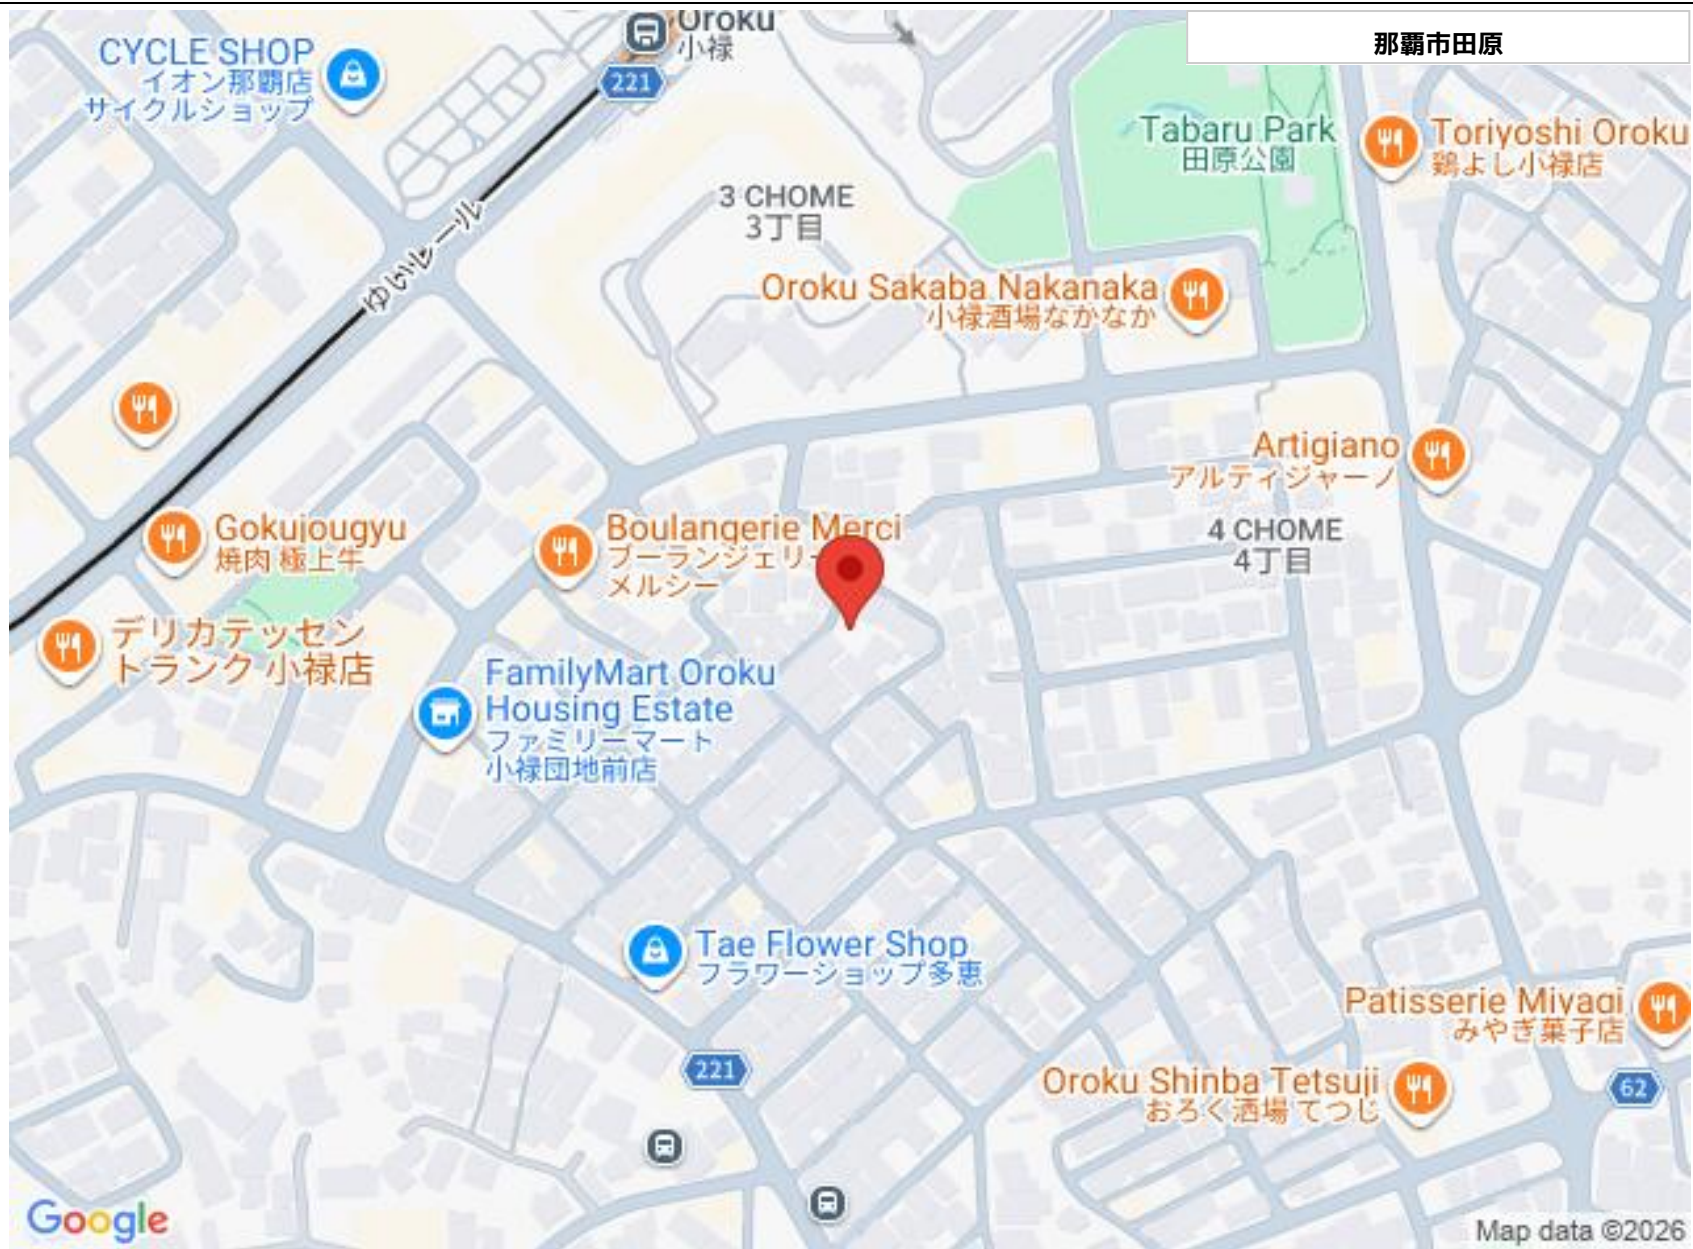 Oroku
小禄
那覇市田原
CYCLE SHOP
イオン那覇店
サイクルショップ
221
Tabaru Park
田原公園
Toriyoshi Oroku
鶏よし小禄店
3 CHOME
3丁目
ゆいレール
Oroku Sakaba Nakanaka
小禄酒場なかなか
Artigiano
アルティジャーノ
Gokujougyu
焼肉 極上牛
Boulangerie Merci
ブーランジェリー
メルシー
4 CHOME
4丁目
デリカテッセン
トランク 小禄店
FamilyMart Oroku
Housing Estate
ファミリーマート
小禄団地前店
Tae Flower Shop
フラワーショップ多恵
Patisserie Miyagi
みやぎ菓子店
221
Oroku Shinba Tetsuji
おろく酒場 てつじ
62
Google
Map data ©2026